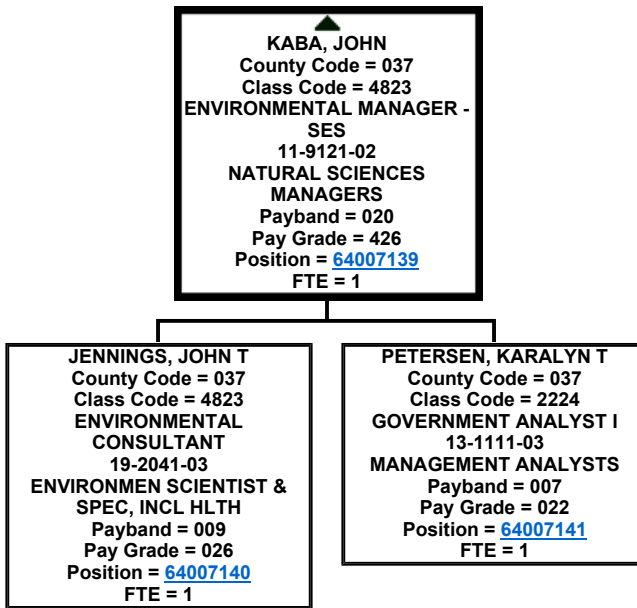 KABA, JOHN
County Code = 037
Class Code = 4823
ENVIRONMENTAL MANAGER -
SES
11-9121-02
NATURAL SCIENCES
MANAGERS
Payband = 020
Pay Grade = 426
Position = 64007139
FTE = 1
JENNINGS, JOHN T
County Code = 037
Class Code = 4823
ENVIRONMENTAL
CONSULTANT
19-2041-03
ENVIRONMEN SCIENTIST &
SPEC, INCL HLTH
Payband = 009
Pay Grade = 026
Position = 64007140
FTE = 1
PETERSEN, KARALYN T
County Code = 037
Class Code = 2224
GOVERNMENT ANALYST I
13-1111-03
MANAGEMENT ANALYSTS
Payband = 007
Pay Grade = 022
Position = 64007141
FTE = 1